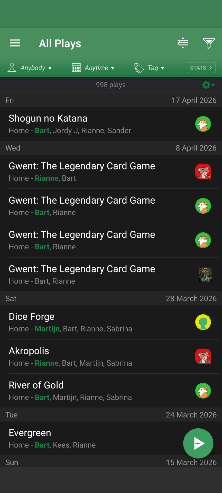 All Plays
Anybody
Anytime
Tag
STATS
998 plays
Fri 17 April 2026
Shogun no Katana
Home - Bart, Jordy J, Rianne, Sander
Wed 8 April 2026
Gwent: The Legendary Card Game
Home - Rianne, Bart
Gwent: The Legendary Card Game
Home - Bart, Rianne
Gwent: The Legendary Card Game
Home - Bart, Rianne
Gwent: The Legendary Card Game
Home - Bart, Rianne
Sat 28 March 2026
Dice Forge
Home - Martijn, Bart, Rianne, Sabrina
Akropolis
Home - Rianne, Bart, Martijn, Sabrina
River of Gold
Home - Bart, Martijn, Rianne, Sabrina
Tue 24 March 2026
Evergreen
Home - Bart, Kees, Rianne
Sun 15 March 2026